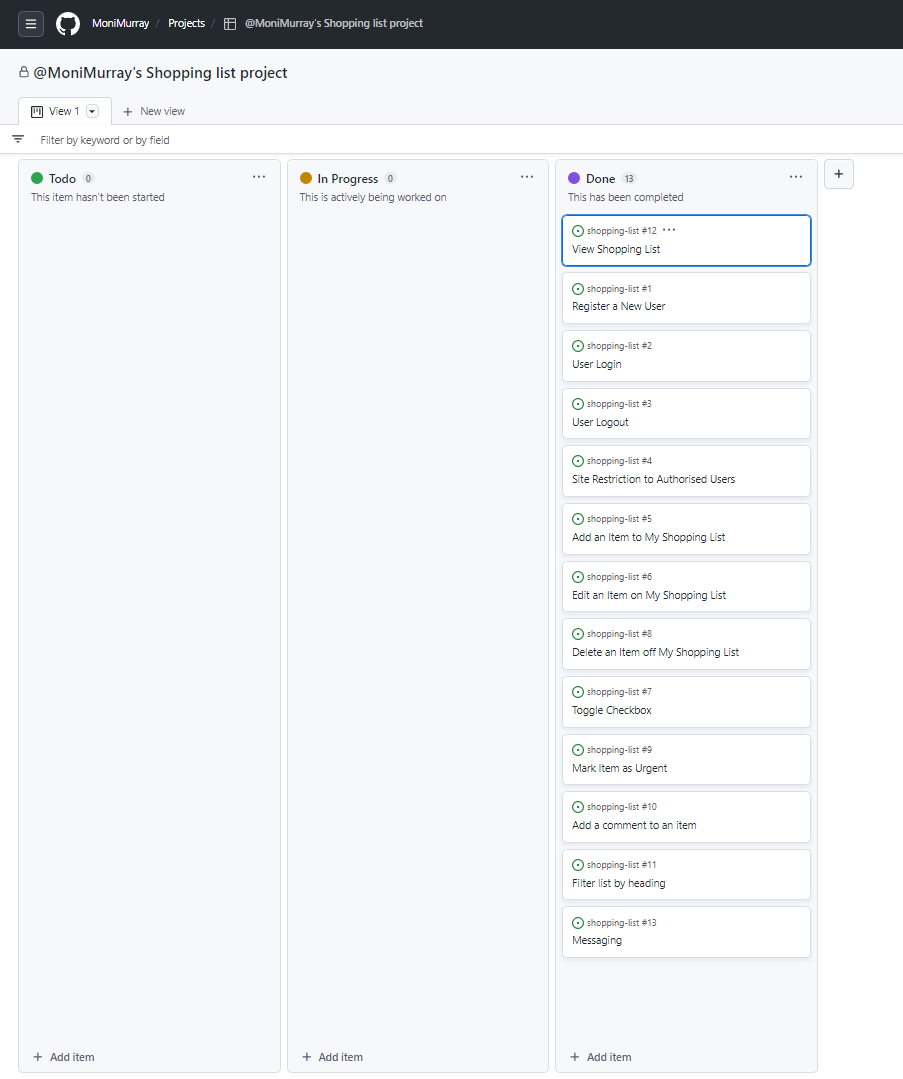 MoniMurray / Projects / @MoniMurray's Shopping list project
@MoniMurray's Shopping list project
View 1
New view
Filter by keyword or by field
Todo 0
This item hasn't been started
Add item
In Progress 0
This is actively being worked on
Add item
Done 13
This has been completed
shopping-list #12
View Shopping List
shopping-list #1
Register a New User
shopping-list #2
User Login
shopping-list #3
User Logout
shopping-list #4
Site Restriction to Authorised Users
shopping-list #5
Add an Item to My Shopping List
shopping-list #6
Edit an Item on My Shopping List
shopping-list #8
Delete an Item off My Shopping List
shopping-list #7
Toggle Checkbox
shopping-list #9
Mark Item as Urgent
shopping-list #10
Add a comment to an item
shopping-list #11
Filter list by heading
shopping-list #13
Messaging
Add item